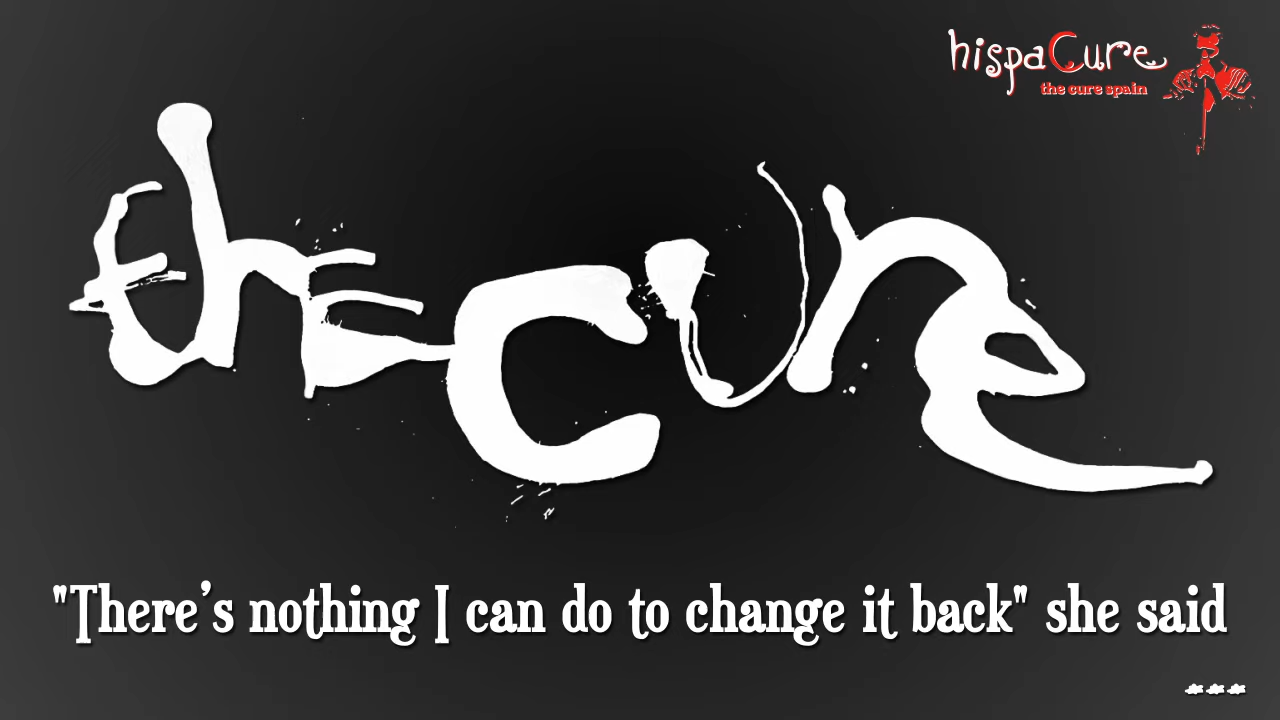 hispaCure
the cure spain
the cure
"There's nothing I can do to change it back" she said
...